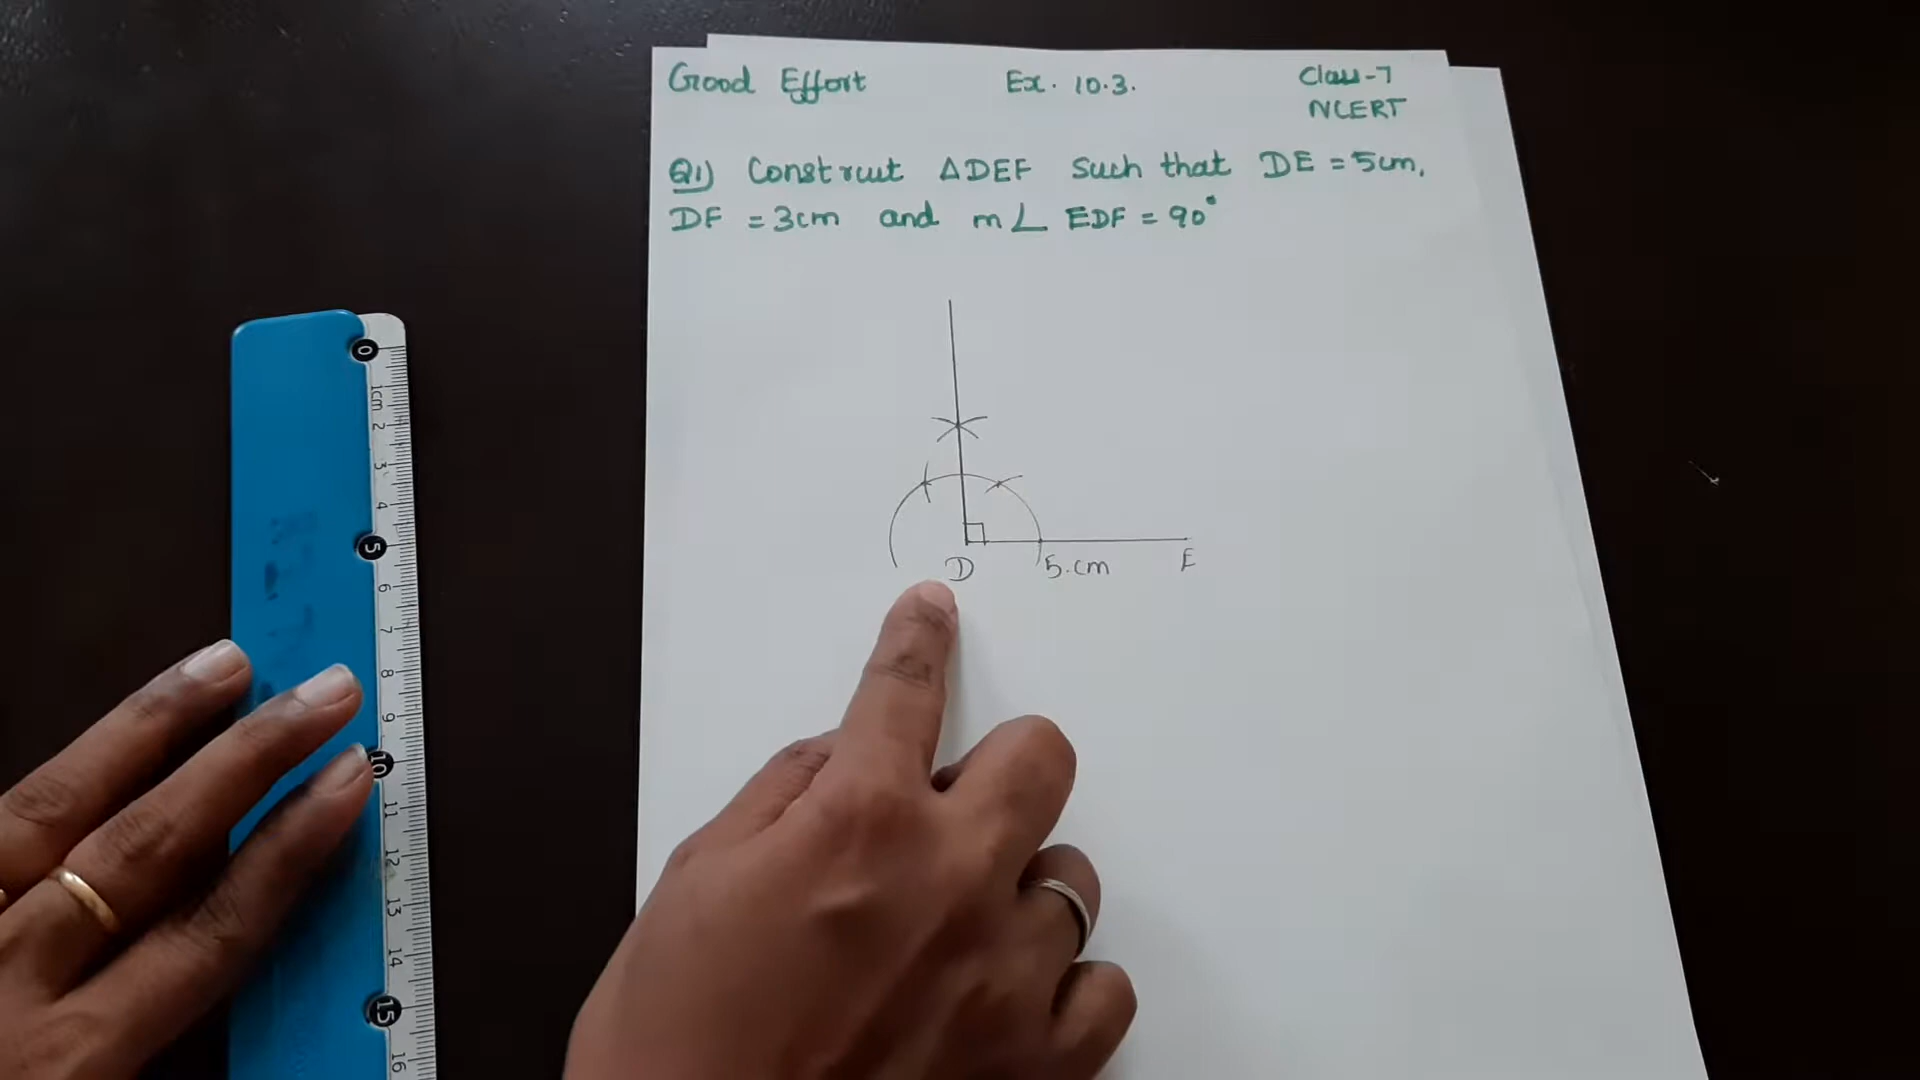 Good Effort Ex. 10.3. Class-7
NCERT
Q1) Construct ΔDEF such that DE = 5cm,
DF = 3cm and m∠ EDF = 90°
D 5.cm E
0
1cm
2
3
4
5
6
7
8
9
10
11
12
13
14
15
16